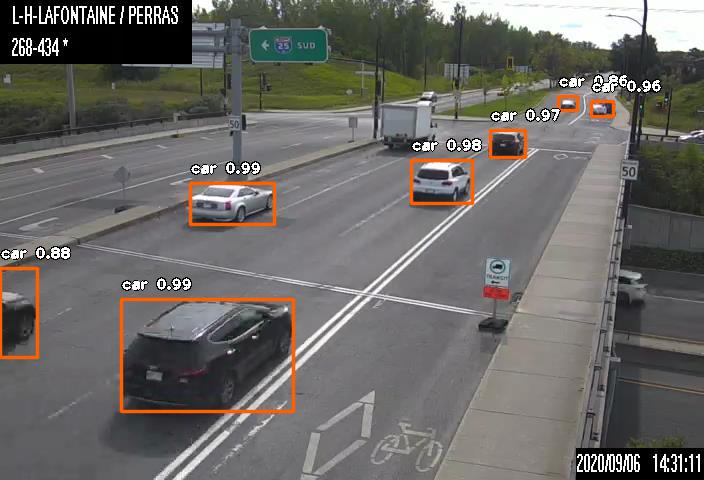 L-H-LAFONTAINE / PERRAS
268-434 *
25 SUD
car 0.86
car 0.96
car 0.97
50
car 0.98
car 0.99
50
car 0.88
TRANSIT
car 0.99
2020/09/06 14:31:11